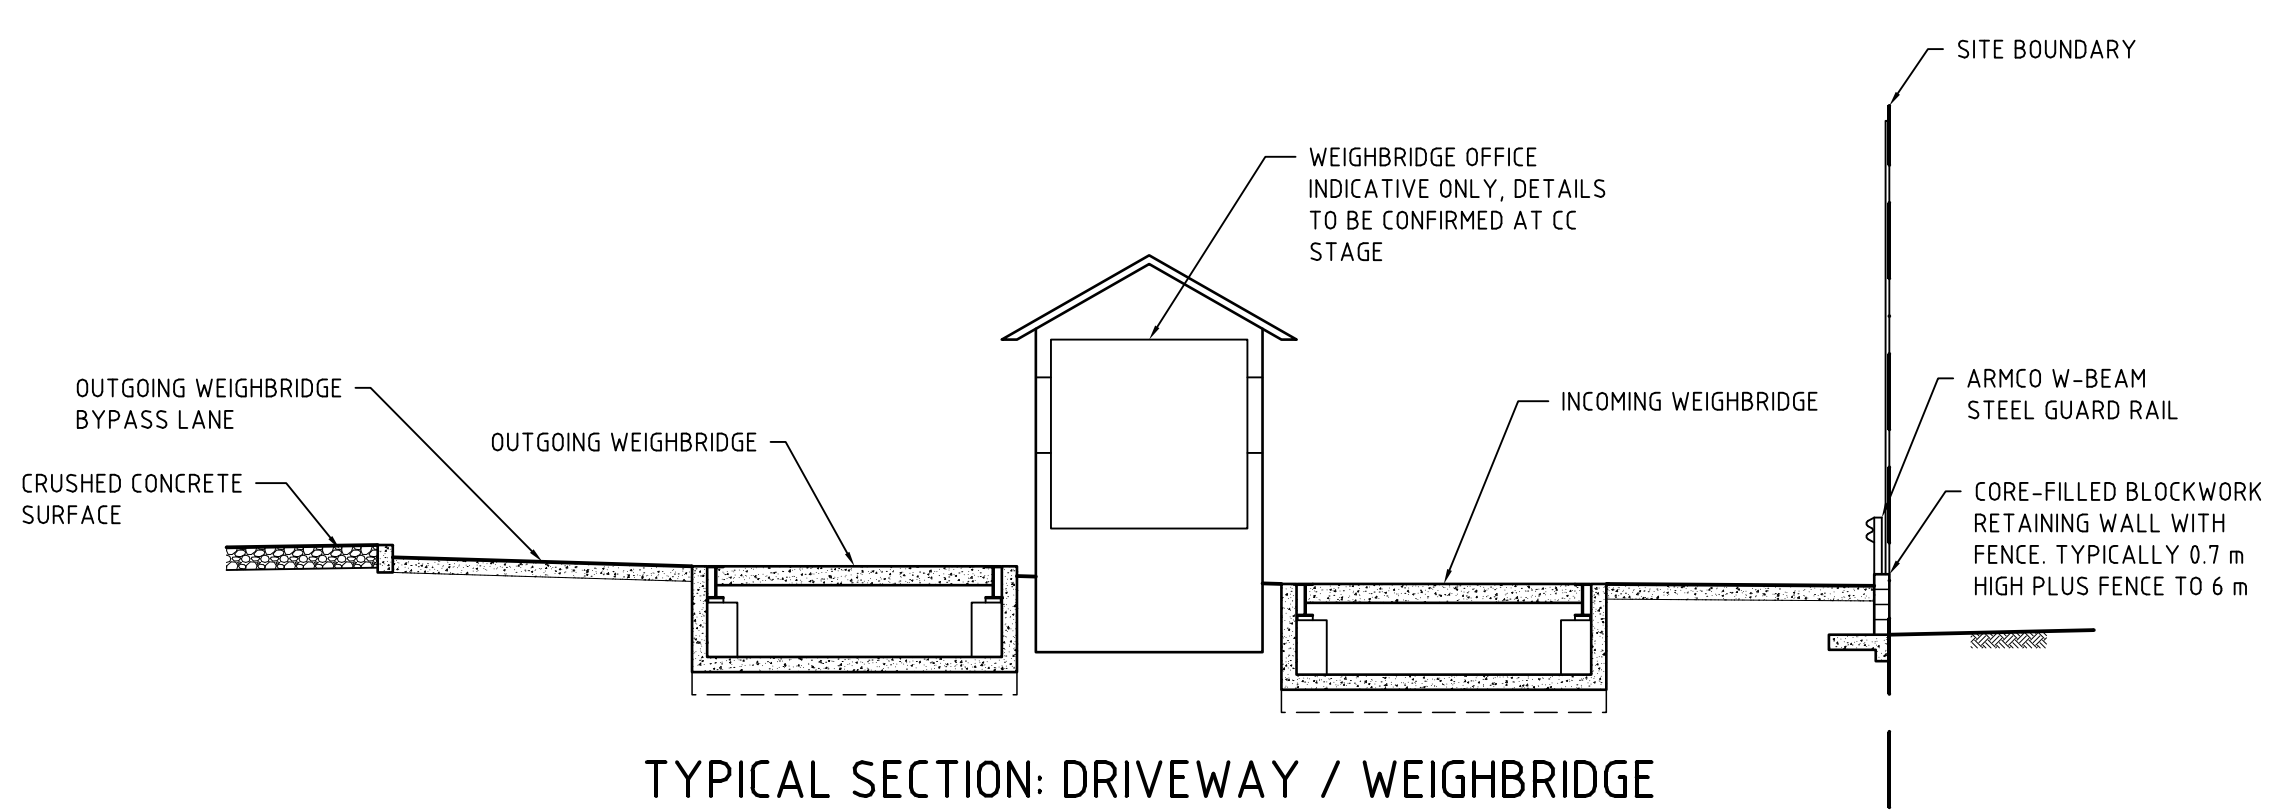 SITE BOUNDARY
WEIGHBRIDGE OFFICE
INDICATIVE ONLY, DETAILS
TO BE CONFIRMED AT CC
STAGE
OUTGOING WEIGHBRIDGE
BYPASS LANE
OUTGOING WEIGHBRIDGE
INCOMING WEIGHBRIDGE
ARMCO W-BEAM
STEEL GUARD RAIL
CRUSHED CONCRETE
SURFACE
CORE-FILLED BLOCKWORK
RETAINING WALL WITH
FENCE. TYPICALLY 0.7 m
HIGH PLUS FENCE TO 6 m
TYPICAL SECTION: DRIVEWAY / WEIGHBRIDGE